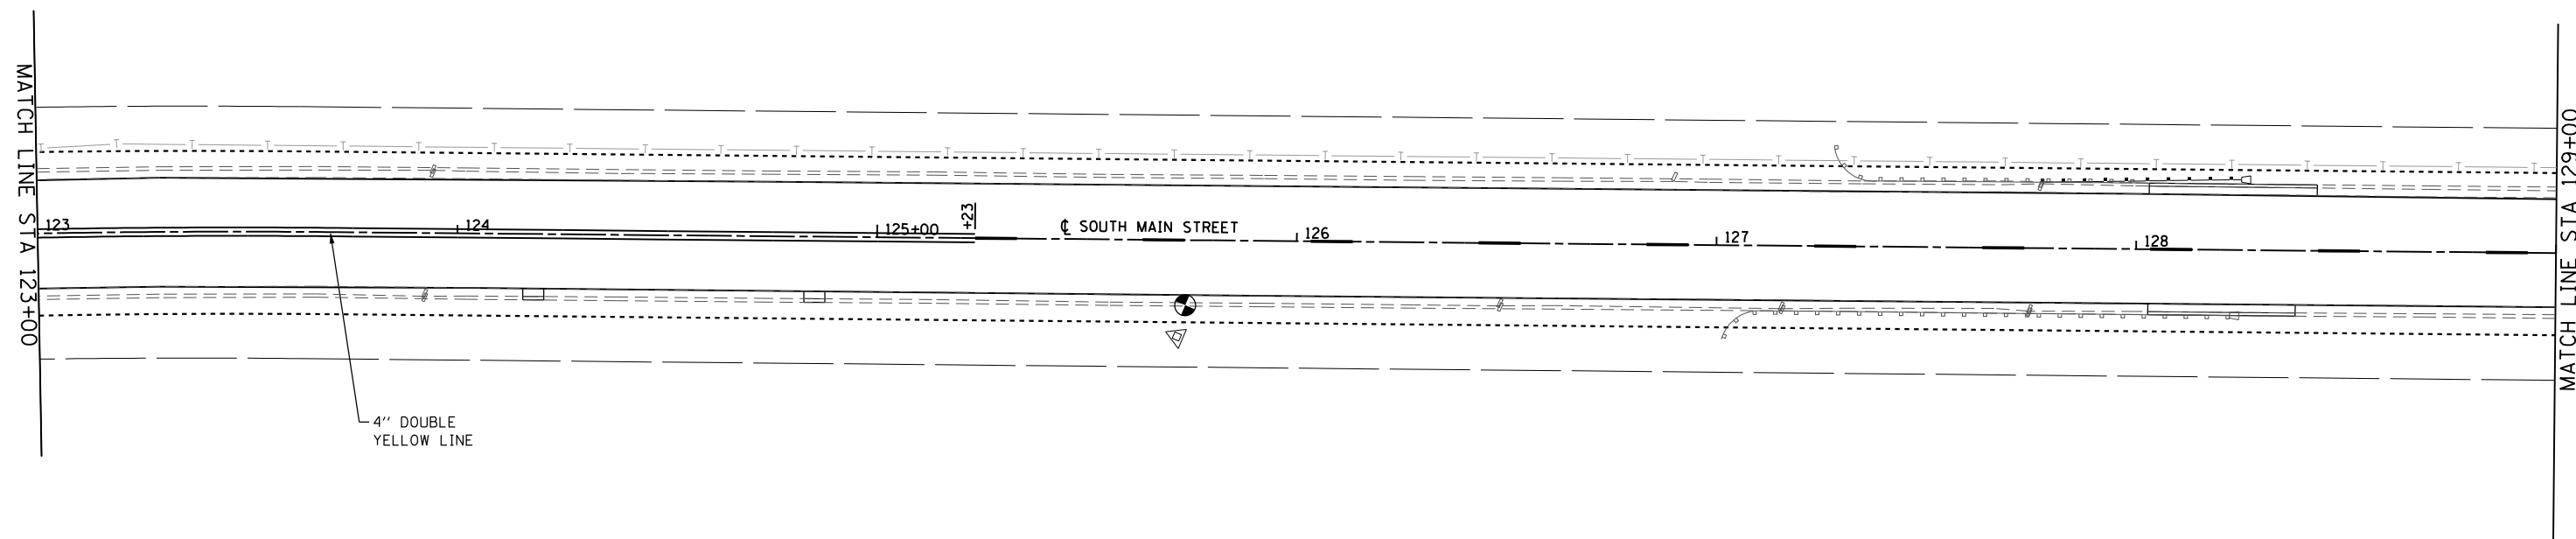 MATCH LINE STA 123+00
123
124
125+00
+23
℄ SOUTH MAIN STREET
126
127
128
MATCH LINE STA 129+00
4'' DOUBLE
YELLOW LINE